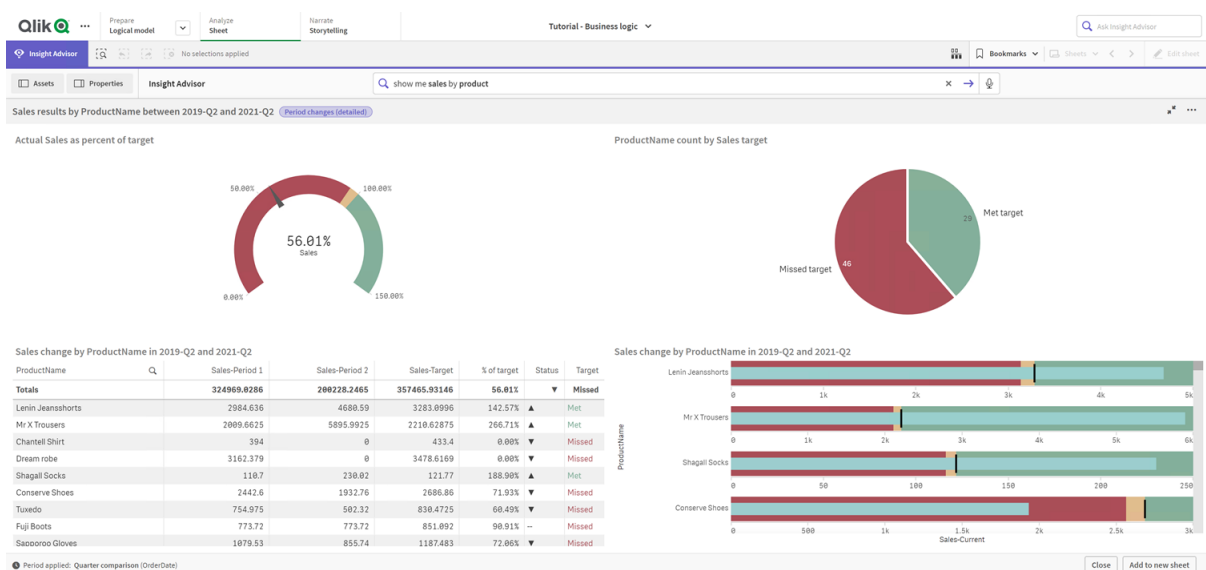 Qlik
Prepare
Logical model
Analyze
Sheet
Narrate
Storytelling
Tutorial - Business logic
Ask Insight Advisor
Insight Advisor
No selections applied
Bookmarks
Sheets
Edit sheet
Assets
Properties
Insight Advisor
show me sales by product
Sales results by ProductName between 2019-Q2 and 2021-Q2 Period changes (detailed)
Actual Sales as percent of target
50.00% 100.00%
56.01%
Sales
0.00% 150.00%
ProductName count by Sales target
29 Met target
Missed target 46
Sales change by ProductName in 2019-Q2 and 2021-Q2
ProductName Sales-Period 1 Sales-Period 2 Sales-Target % of target Status Target
Totals 324969.0286 200228.2465 357465.93146 56.01% ▼ Missed
Lenin Jeansshorts 2984.636 4680.59 3283.0996 142.57% ▲ Met
Mr X Trousers 2009.6625 5895.9925 2210.62875 266.71% ▲ Met
Chantell Shirt 394 0 433.4 0.00% ▼ Missed
Dream robe 3162.379 0 3478.6169 0.00% ▼ Missed
Shagall Socks 110.7 230.02 121.77 188.90% ▲ Met
Conserve Shoes 2442.6 1932.76 2686.86 71.93% ▼ Missed
Tuxedo 754.975 502.32 830.4725 60.49% ▼ Missed
Fuji Boots 773.72 773.72 851.092 90.91% -- Missed
Sapporoo Gloves 1079.53 855.74 1187.483 72.06% ▼ Missed
Sales change by ProductName in 2019-Q2 and 2021-Q2
ProductName
Lenin Jeansshorts
0 1k 2k 3k 4k 5k
Mr X Trousers
0 1k 2k 3k 4k 6k
Shagall Socks
0 50 100 150 200 250
Conserve Shoes
0 500 1k 1.5k 2k 2.5k 3k
Sales-Current
Period applied: Quarter comparison (OrderDate)
Close
Add to new sheet